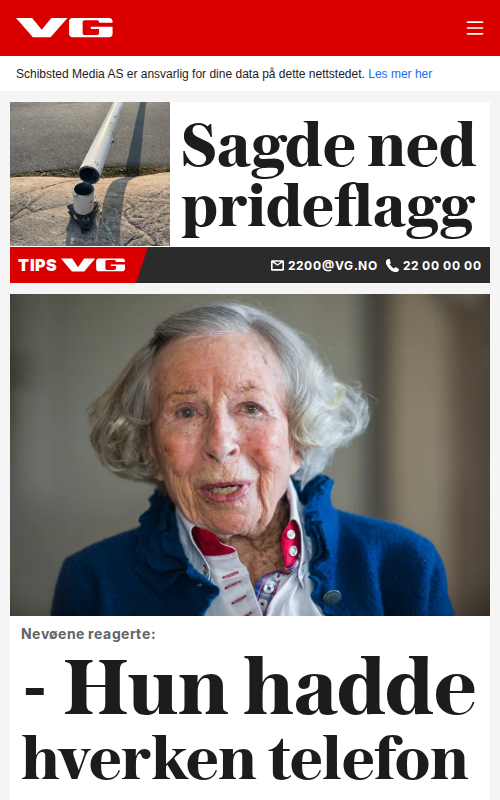 VG
Schibsted Media AS er ansvarlig for dine data på dette nettstedet. Les mer her
Sagde ned
prideflagg
TIPS VG
2200@VG.NO 22 00 00 00
Nevøene reagerte:
- Hun hadde
hverken telefon